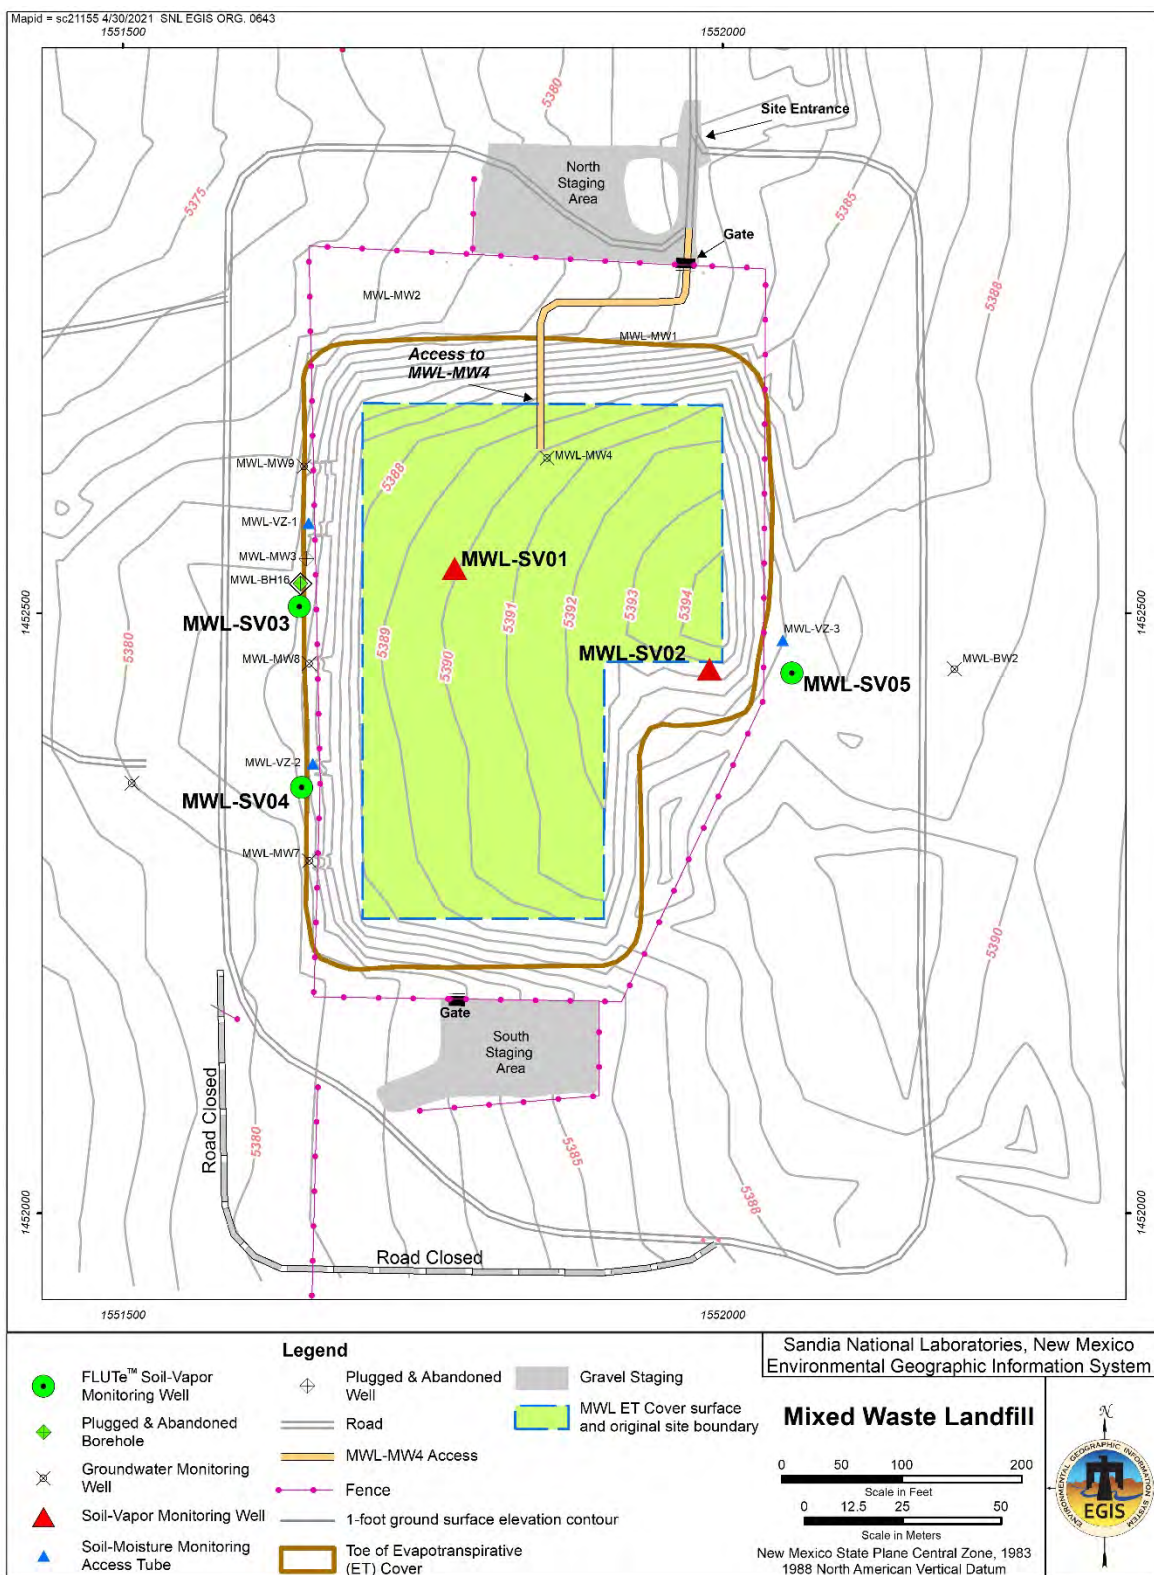 Mapid = sc21155 4/30/2021 SNL EGIS ORG. 0643
1551500
1552000
5380
Site Entrance
North
Staging
Area
5375
5385
Gate
5388
MWL-MW2
MWL-MW1
Access to
MWL-MW4
5388
MWL-MW4
MWL-MW9
MWL-VZ-1
MWL-MW3
MWL-SV01
MWL-BH16
1452500
1452500
MWL-SV03
5391
5392
5393
5394
MWL-VZ-3
5380
5389
5390
MWL-SV02
MWL-MW8
MWL-BW2
MWL-SV05
MWL-VZ-2
MWL-SV04
MWL-MW7
5390
Gate
South
Staging
Area
Road Closed
5380
5385
5388
1452000
1452000
Road Closed
1551500
1552000
Legend
FLUTe™ Soil-Vapor
Monitoring Well
Plugged & Abandoned
Borehole
Groundwater Monitoring
Well
Soil-Vapor Monitoring Well
Soil-Moisture Monitoring
Access Tube
Plugged & Abandoned
Well
Road
MWL-MW4 Access
Fence
1-foot ground surface elevation contour
Toe of Evapotranspirative
(ET) Cover
Gravel Staging
MWL ET Cover surface
and original site boundary
Sandia National Laboratories, New Mexico
Environmental Geographic Information System
Mixed Waste Landfill
0 50 100 200
Scale in Feet
0 12.5 25 50
Scale in Meters
New Mexico State Plane Central Zone, 1983
1988 North American Vertical Datum
N
ENVIRONMENTAL GEOGRAPHIC INFORMATION SYSTEM
EGIS